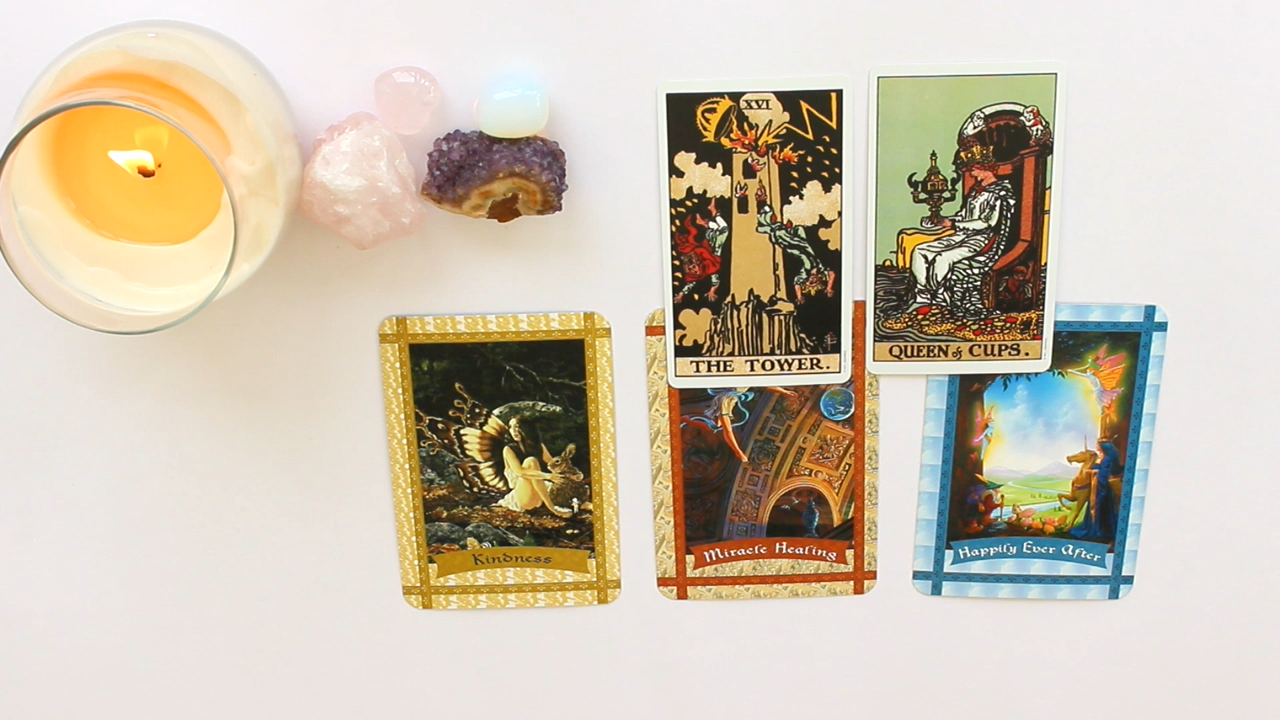 XVI
THE TOWER.
QUEEN of CUPS.
Kindness
Miracle Healing
Happily Ever After